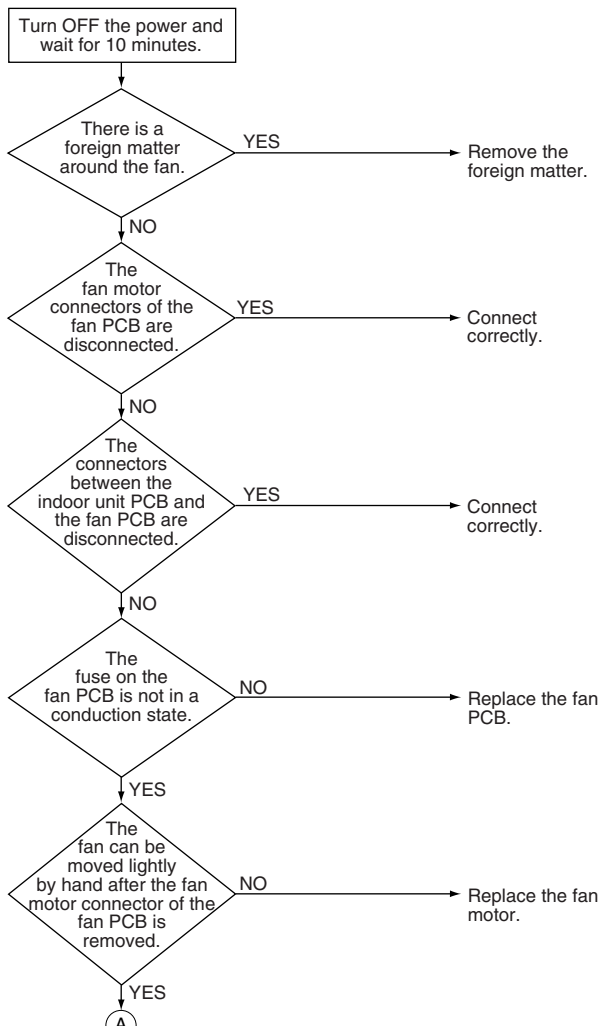 Turn OFF the power and
wait for 10 minutes.
There is a
foreign matter
around the fan.
YES
Remove the
foreign matter.
NO
The
fan motor
connectors of the
fan PCB are
disconnected.
YES
Connect
correctly.
NO
The
connectors
between the
indoor unit PCB and
the fan PCB are
disconnected.
YES
Connect
correctly.
NO
The
fuse on the
fan PCB is not in a
conduction state.
NO
Replace the fan
PCB.
YES
The
fan can be
moved lightly
by hand after the fan
motor connector of the
fan PCB is
removed.
NO
Replace the fan
motor.
YES
A